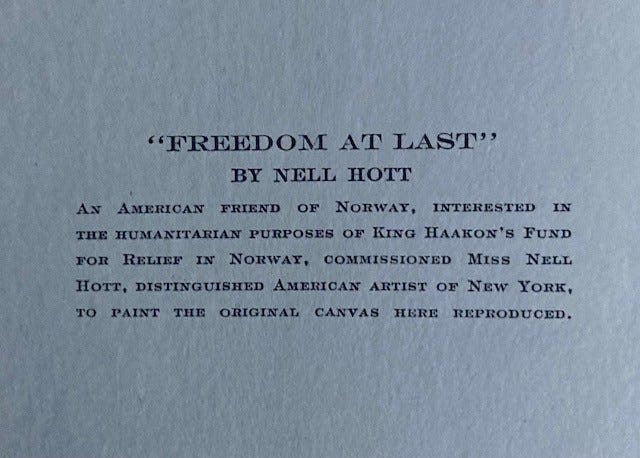 “FREEDOM AT LAST”
BY NELL HOTT
An American friend of Norway, interested in
the humanitarian purposes of King Haakon’s Fund
for Relief in Norway, commissioned Miss Nell
Hott, distinguished American artist of New York,
to paint the original canvas here reproduced.